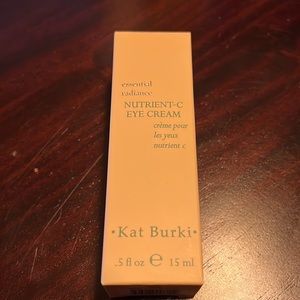 essential
radiance
NUTRIENT-C
EYE CREAM
crème pour
les yeux
nutrient c
•Kat Burki•
.5 fl oz ℮ 15 ml